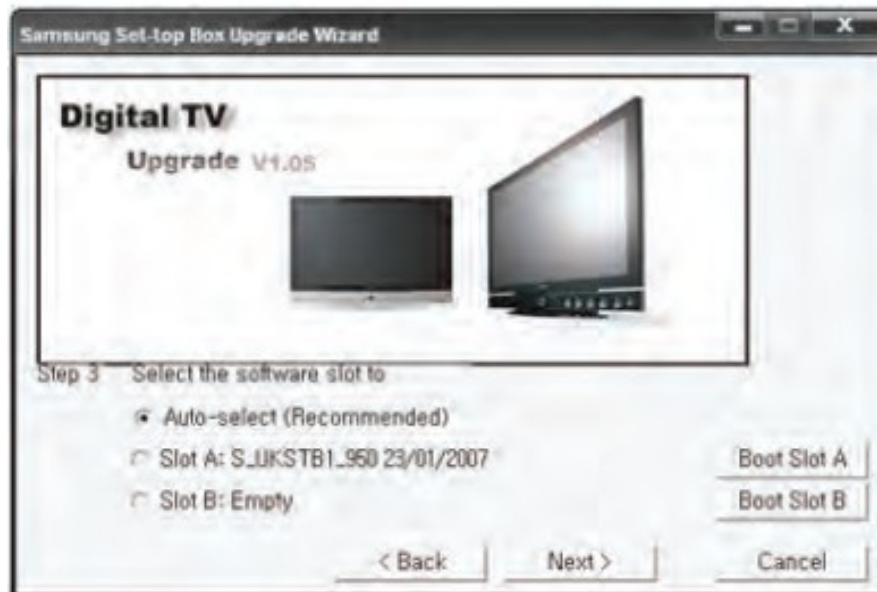 Samsung Set-top Box Upgrade Wizard
Digital TV
Upgrade V1.05
Step 3 Select the software slot to
Auto-select (Recommended)
Slot A: S_UKSTB1_950 23/01/2007 Boot Slot A
Slot B: Empty Boot Slot B
< Back Next > Cancel